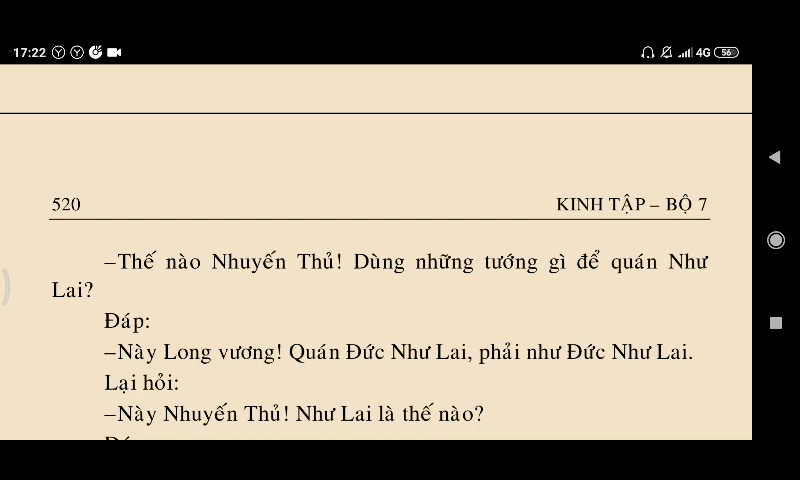 17:22 4G 56
520 KINH TẬP – BỘ 7
–Thế nào Nhuyến Thủ! Dùng những tướng gì để quán Như
Lai?
Đáp:
–Này Long vương! Quán Đức Như Lai, phải như Đức Như Lai.
Lại hỏi:
–Này Nhuyến Thủ! Như Lai là thế nào?